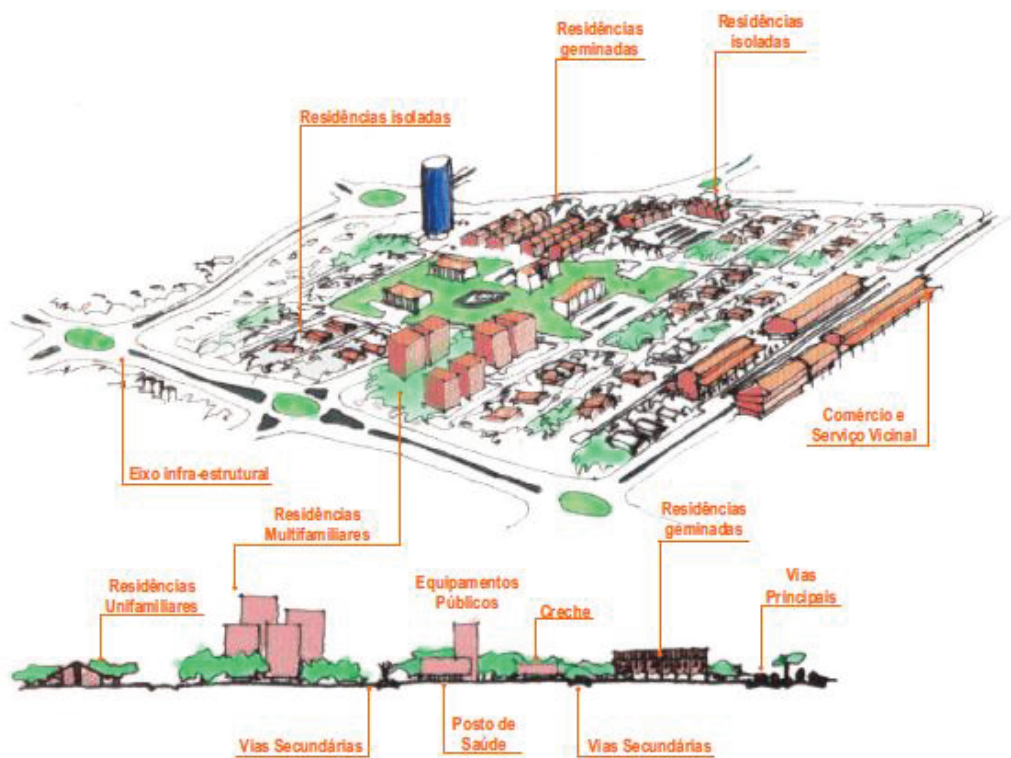 Residências
geminadas
Residências
isoladas
Residências isoladas
Comércio e
Serviço Vicinal
Eixo infra-estrutural
Residências
Multifamiliares
Residências
geminadas
Residências
Unifamiliares
Equipamentos
Públicos
Creche
Vias
Principais
Vias Secundárias
Posto de
Saúde
Vias Secundárias